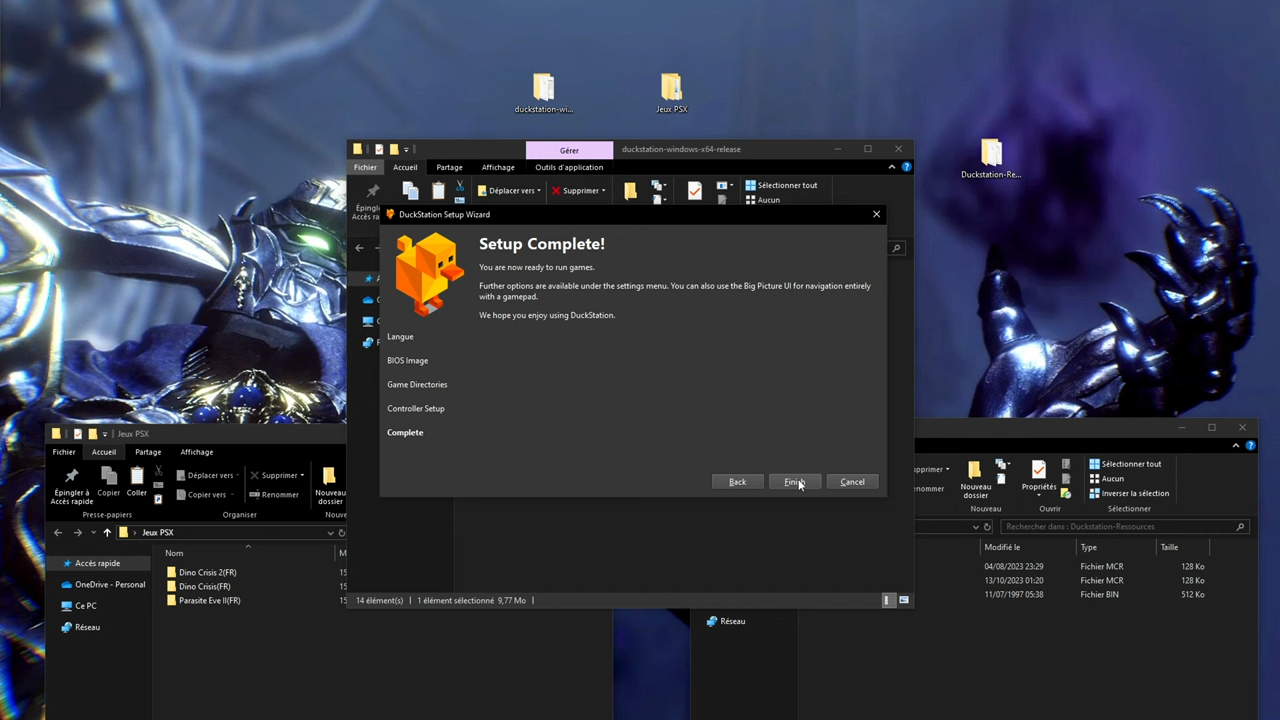 duckstation-wi...
Jeux PSX
Duckstation-Re...
Gérer
duckstation-windows-x64-release
Fichier
Accueil
Partage
Affichage
Outils d'application
Épingl
Accès ra
Déplacer vers
Supprimer
Sélectionner tout
Aucun
DuckStation Setup Wizard
Setup Complete!
You are now ready to run games.
Further options are available under the settings menu. You can also use the Big Picture UI for navigation entirely
with a gamepad.
We hope you enjoy using DuckStation.
Langue
BIOS Image
Game Directories
Controller Setup
Complete
Back
Finish
Cancel
14 élément(s)
1 élément sélectionné 9,77 Mo
Jeux PSX
Fichier
Accueil
Partage
Affichage
Épingler à
Accès rapide
Copier
Coller
Déplacer vers
Copier vers
Supprimer
Renommer
Nouveau
dossier
Presse-papiers
Organiser
Nouve
Jeux PSX
Accès rapide
OneDrive - Personal
Ce PC
Réseau
Nom
M
Dino Crisis 2(FR)
15
Dino Crisis(FR)
15
Parasite Eve II(FR)
15
pprimer
nommer
Nouveau
dossier
Propriétés
Sélectionner tout
Aucun
Inverser la sélection
Nouveau
Ouvrir
Sélectionner
Rechercher dans : Duckstation-Ressources
Modifié le
Type
Taille
04/08/2023 23:29
Fichier MCR
128 Ko
13/10/2023 01:20
Fichier MCR
128 Ko
11/07/1997 05:38
Fichier BIN
512 Ko
Réseau